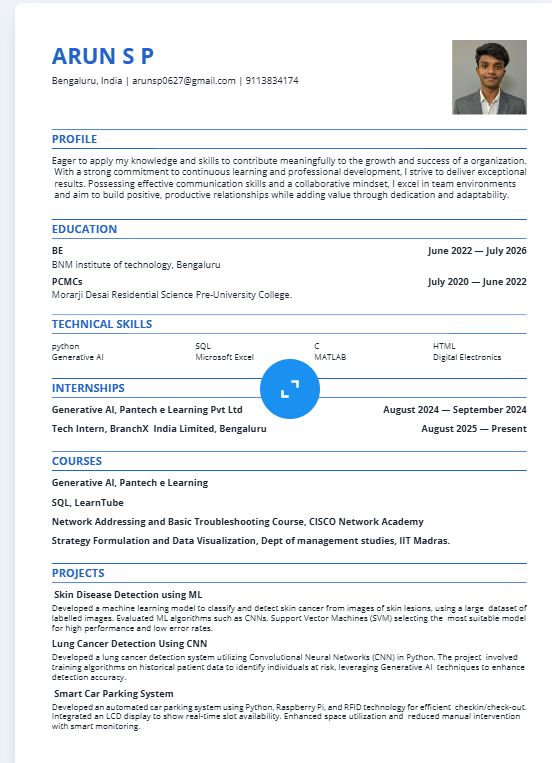 ARUN S P
Bengaluru, India | arunsp0627@gmail.com | 9113834174
PROFILE
Eager to apply my knowledge and skills to contribute meaningfully to the growth and success of a organization.
With a strong commitment to continuous learning and professional development, I strive to deliver exceptional
results. Possessing effective communication skills and a collaborative mindset, I excel in team environments
and aim to build positive, productive relationships while adding value through dedication and adaptability.
EDUCATION
BE June 2022 — July 2026
BNM institute of technology, Bengaluru
PCMCs July 2020 — June 2022
Morarji Desai Residential Science Pre-University College.
TECHNICAL SKILLS
python SQL C HTML
Generative AI Microsoft Excel MATLAB Digital Electronics
INTERNSHIPS
Generative AI, Pantech e Learning Pvt Ltd August 2024 — September 2024
Tech Intern, BranchX India Limited, Bengaluru August 2025 — Present
COURSES
Generative AI, Pantech e Learning
SQL, LearnTube
Network Addressing and Basic Troubleshooting Course, CISCO Network Academy
Strategy Formulation and Data Visualization, Dept of management studies, IIT Madras.
PROJECTS
Skin Disease Detection using ML
Developed a machine learning model to classify and detect skin cancer from images of skin lesions, using a large dataset of
labelled images. Evaluated ML algorithms such as CNNs, Support Vector Machines (SVM) selecting the most suitable model
for high performance and low error rates.
Lung Cancer Detection Using CNN
Developed a lung cancer detection system utilizing Convolutional Neural Networks (CNN) in Python. The project involved
training algorithms on historical patient data to identify individuals at risk, leveraging Generative AI techniques to enhance
detection accuracy.
Smart Car Parking System
Developed an automated car parking system using Python, Raspberry Pi, and RFID technology for efficient checkin/check-out.
Integrated an LCD display to show real-time slot availability. Enhanced space utilization and reduced manual intervention
with smart monitoring.